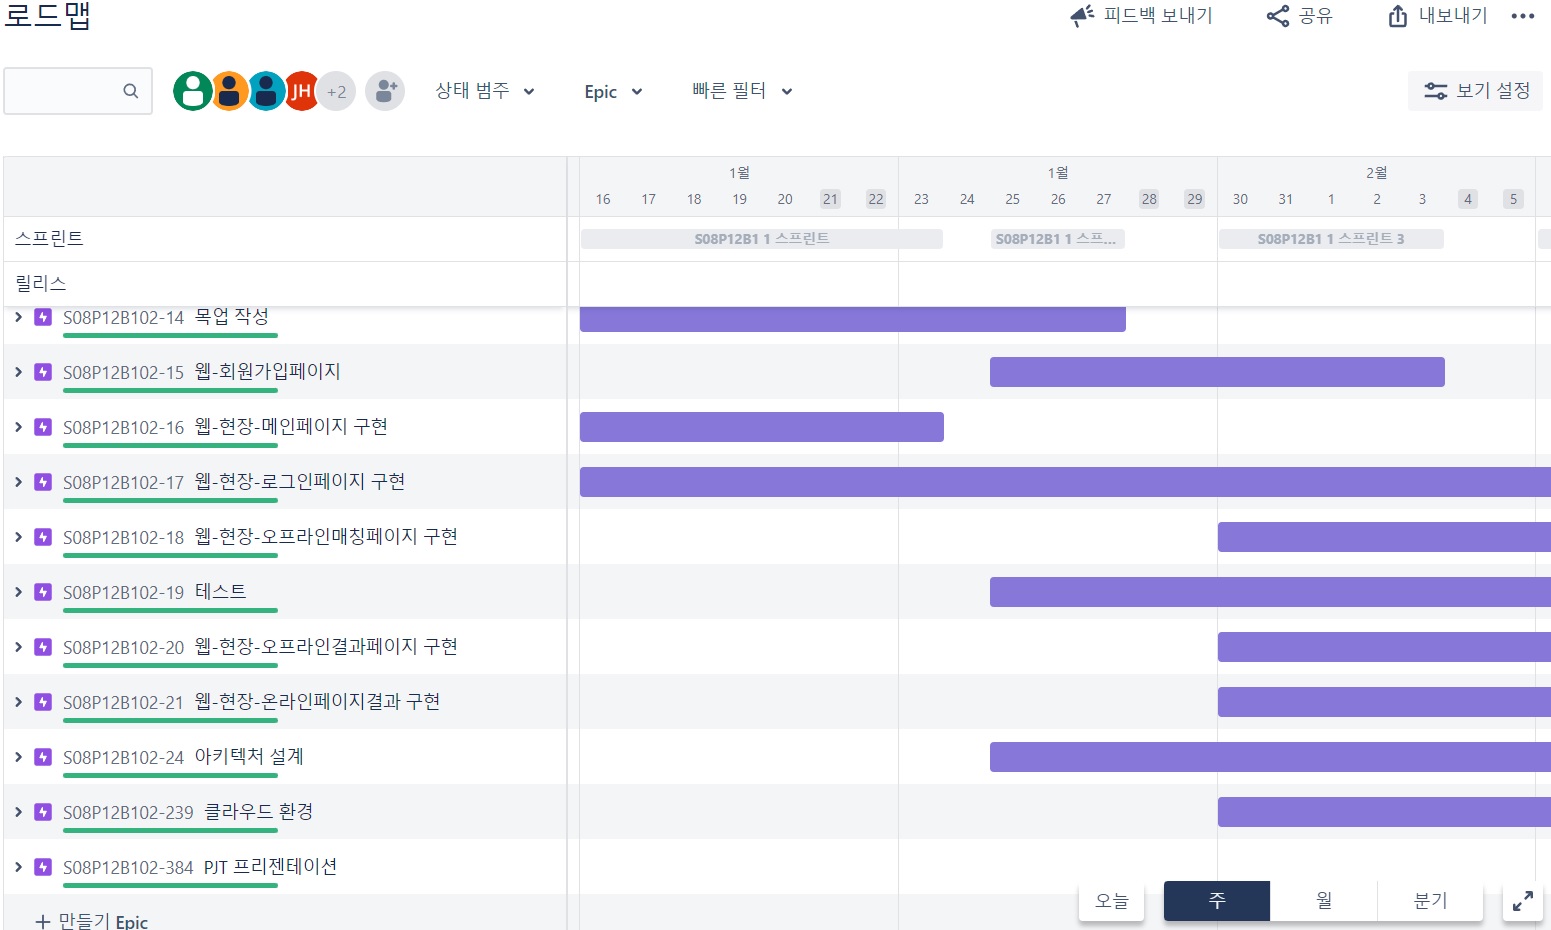 로드맵
피드백 보내기 공유 내보내기
JH +2 상태 범주 Epic 빠른 필터 보기 설정
1월 1월 2월
16 17 18 19 20 21 22 23 24 25 26 27 28 29 30 31 1 2 3 4 5
스프린트 S08P12B1 1 스프린트 S08P12B1 1 스프... S08P12B1 1 스프린트 3
릴리스
S08P12B102-14 목업 작성
S08P12B102-15 웹-회원가입페이지
S08P12B102-16 웹-현장-메인페이지 구현
S08P12B102-17 웹-현장-로그인페이지 구현
S08P12B102-18 웹-현장-오프라인매칭페이지 구현
S08P12B102-19 테스트
S08P12B102-20 웹-현장-오프라인결과페이지 구현
S08P12B102-21 웹-현장-온라인페이지결과 구현
S08P12B102-24 아키텍처 설계
S08P12B102-239 클라우드 환경
S08P12B102-384 PJT 프리젠테이션
오늘 주 월 분기
+ 만들기 Epic